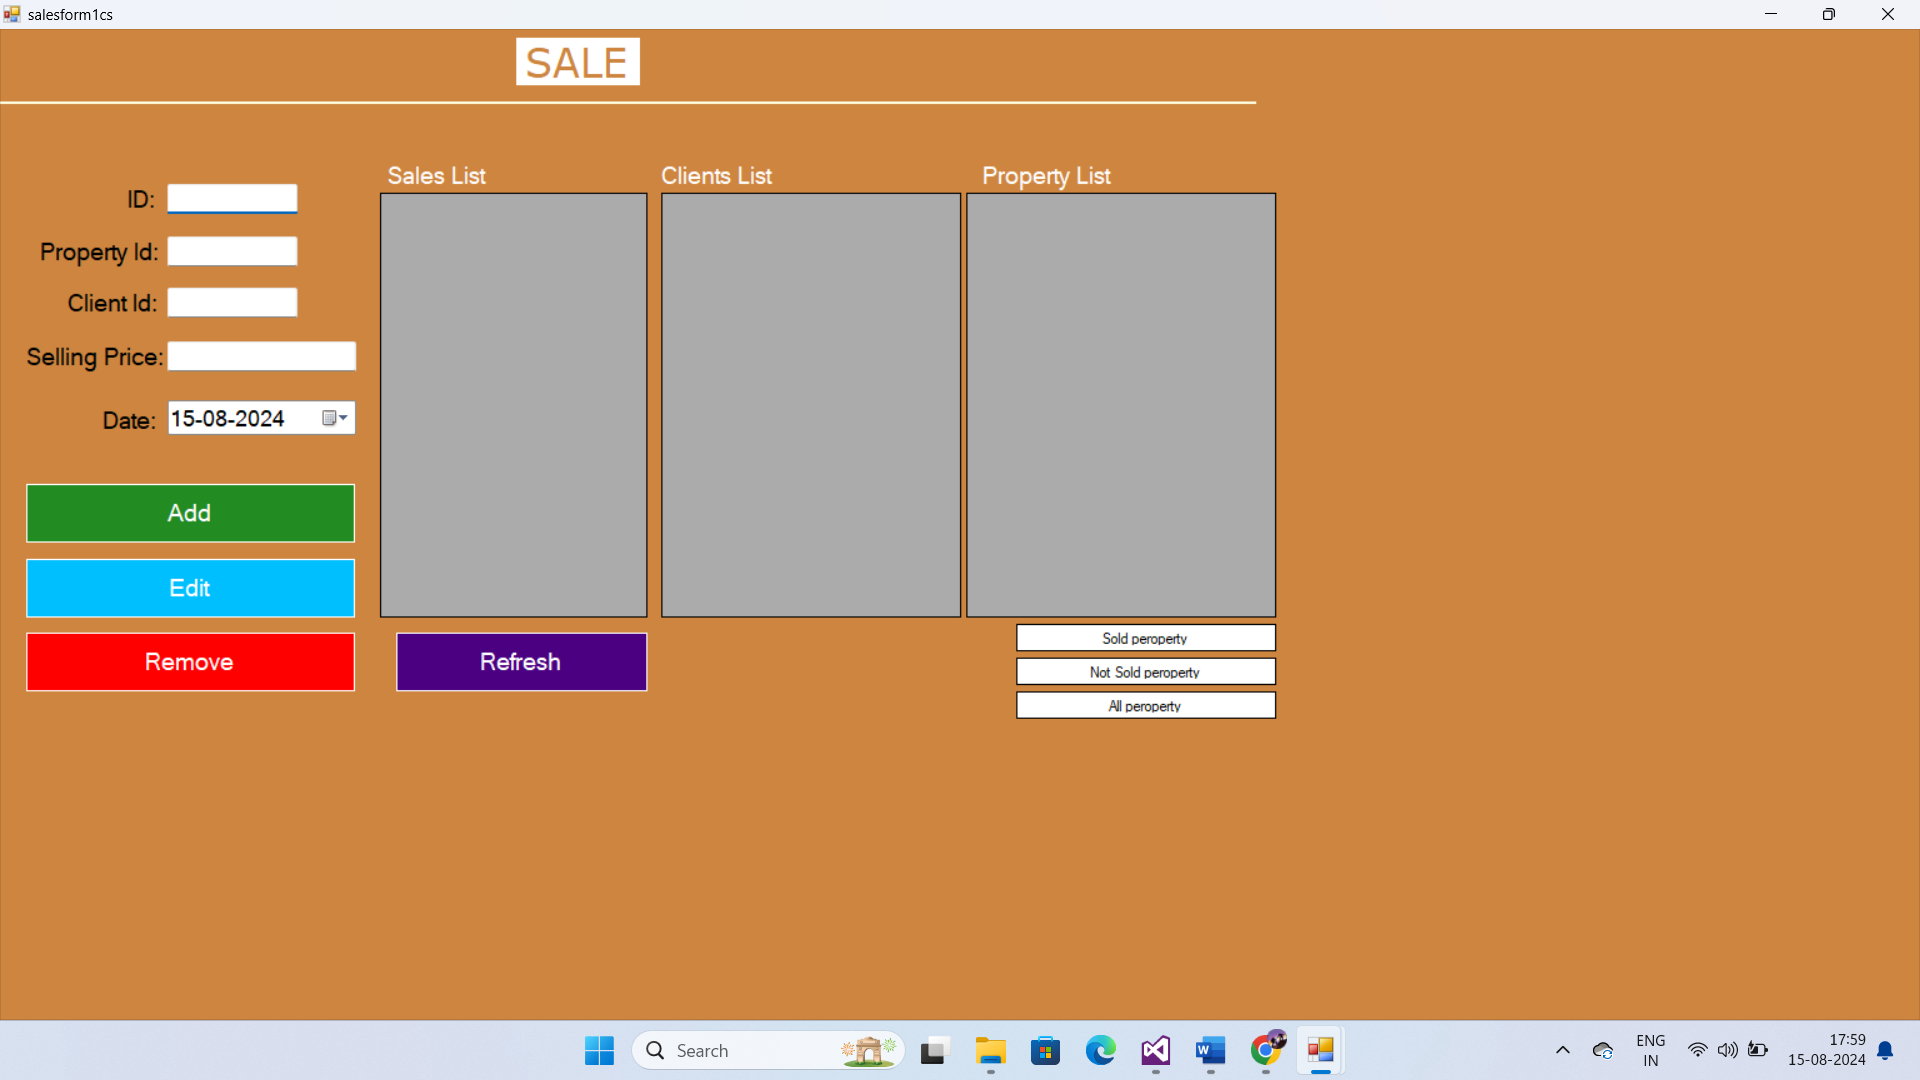 salesform1cs
SALE
Sales List
Clients List
Property List
ID:
Property Id:
Client Id:
Selling Price:
Date:
15-08-2024
Add
Edit
Remove
Refresh
Sold peroperty
Not Sold peroperty
All peroperty
Search
ENG
IN
17:59
15-08-2024